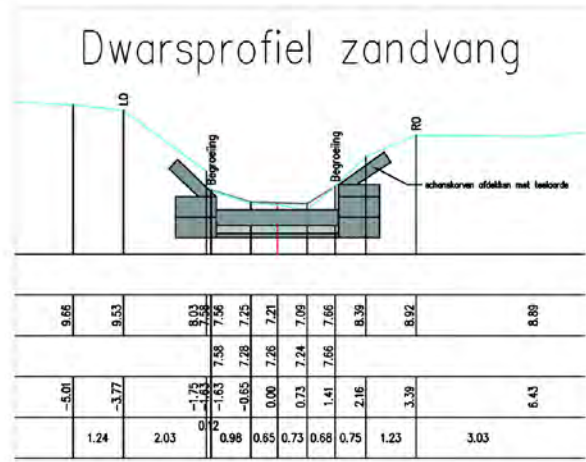 Dwarsprofiel zandvang
LO
Begroeiing
Begroeiing
RO
schanskorven afdekken met teelaarde
9.66 9.53 8.03 7.58 7.56 7.25 7.21 7.09 7.66 8.39 8.92 8.89
7.58 7.28 7.26 7.24 7.66
-5.01 -3.77 -1.75 -1.63 -1.63 -0.65 0.00 0.73 1.41 2.16 3.39 6.43
1.24 2.03 0.12 0.98 0.65 0.73 0.68 0.75 1.23 3.03